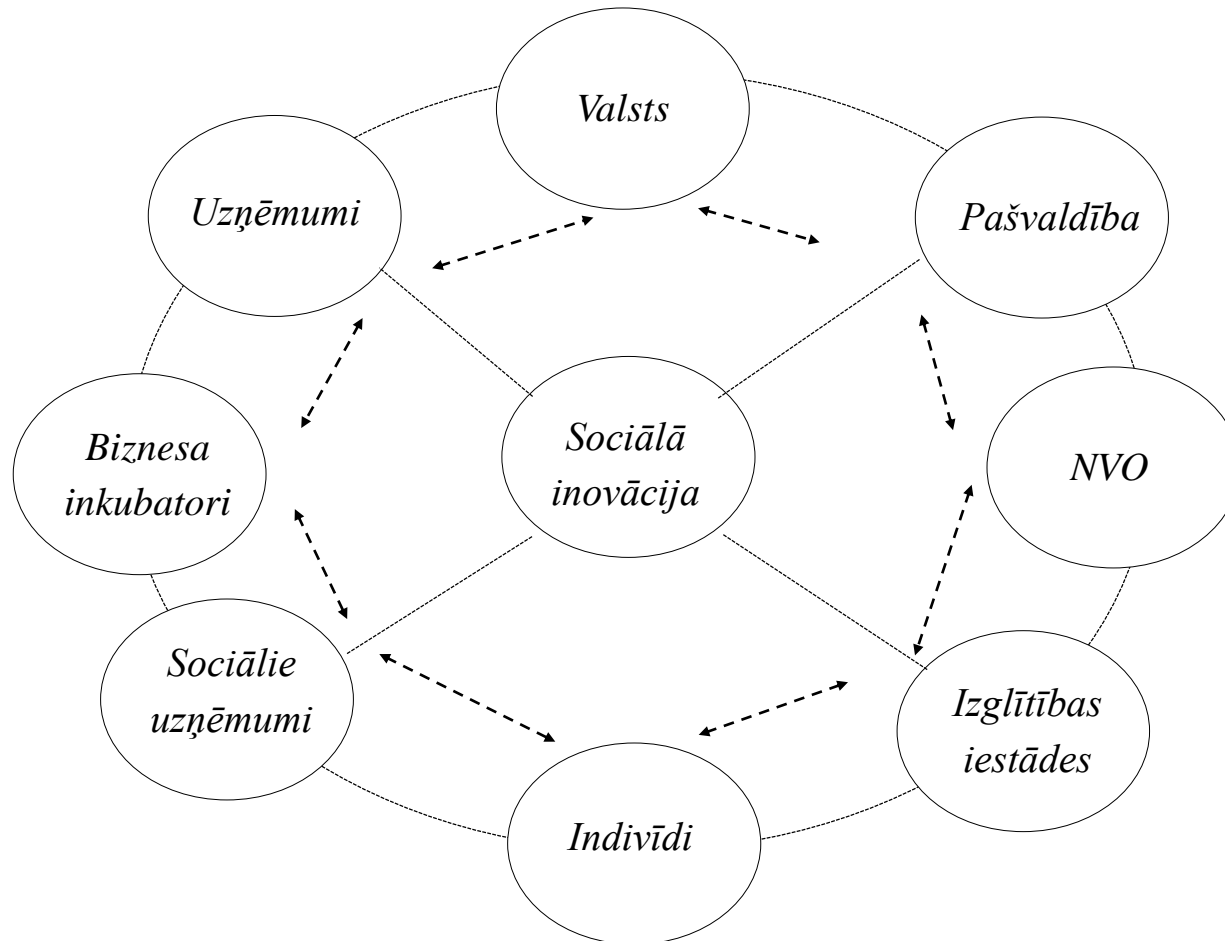 Valsts
Uzņēmumi
Pašvaldība
Biznesa
inkubatori
Sociālā
inovācija
NVO
Sociālie
uzņēmumi
Izglītības
iestādes
Indivīdi